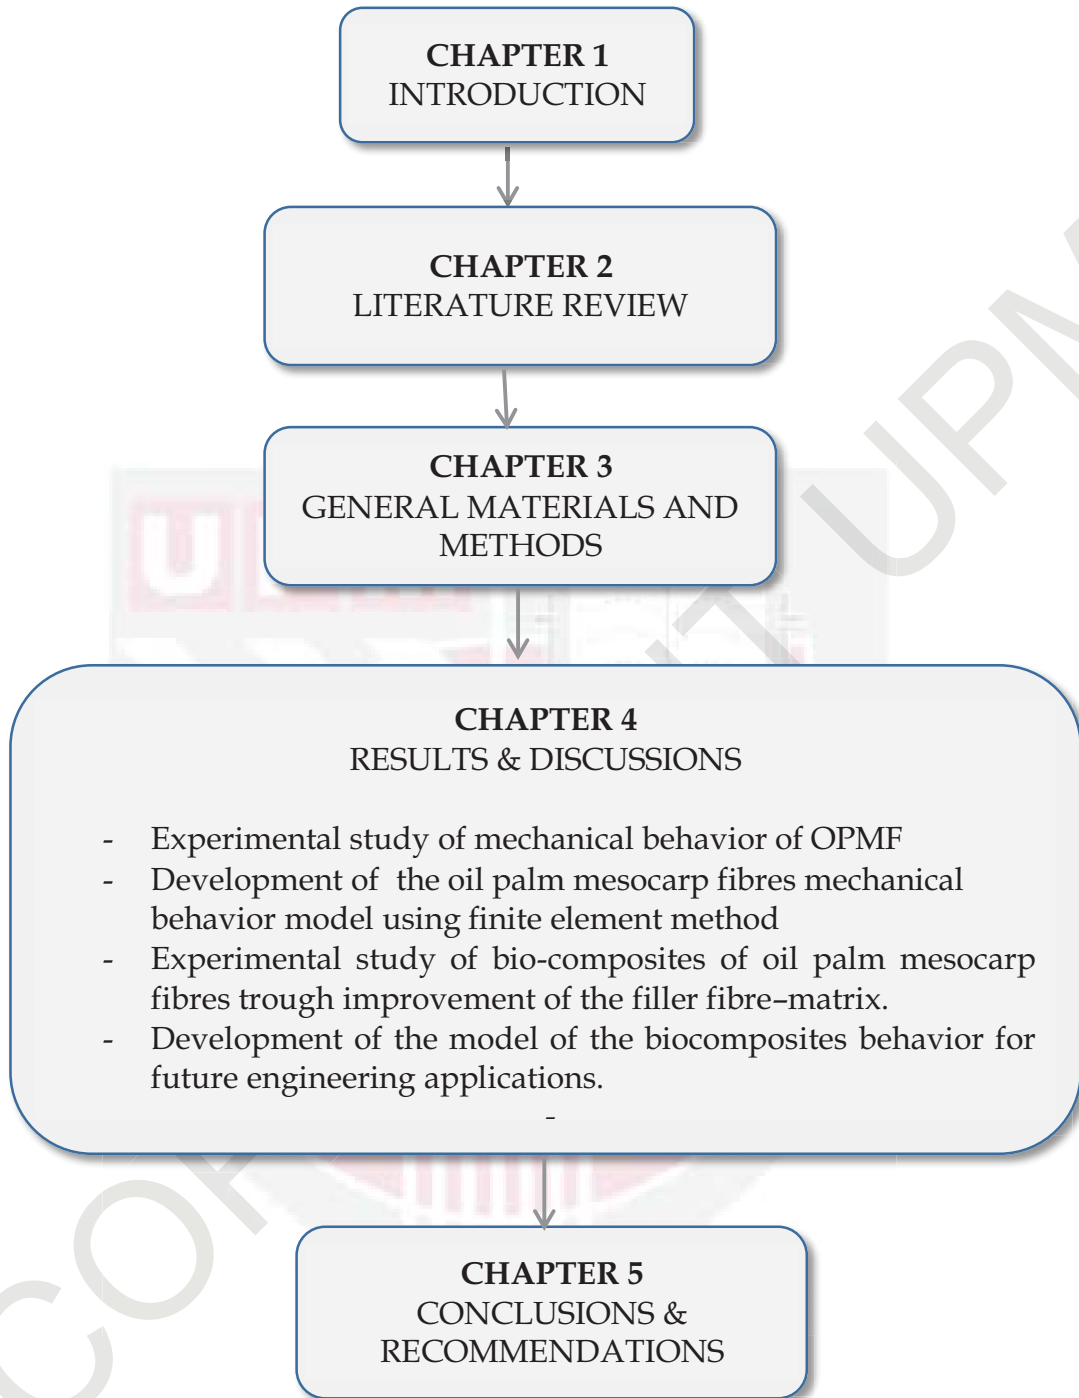 CHAPTER 1
INTRODUCTION
CHAPTER 2
LITERATURE REVIEW
CHAPTER 3
GENERAL MATERIALS AND
METHODS
CHAPTER 4
RESULTS & DISCUSSIONS
- Experimental study of mechanical behavior of OPMF
- Development of the oil palm mesocarp fibres mechanical
behavior model using finite element method
- Experimental study of bio-composites of oil palm mesocarp
fibres trough improvement of the filler fibre–matrix.
- Development of the model of the biocomposites behavior for
future engineering applications.
-
CHAPTER 5
CONCLUSIONS &
RECOMMENDATIONS
UPM